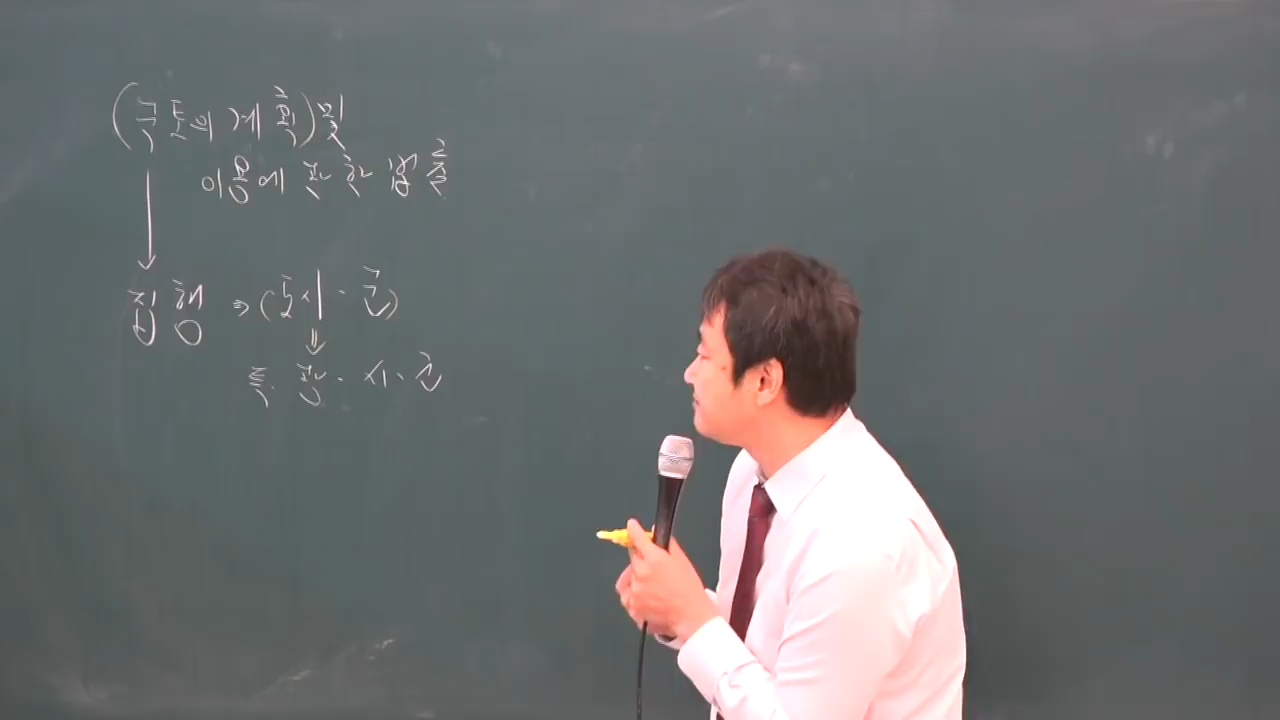 (국토의 계획) 및
이용에 관한 법률
집행 ⇒ (도시·군)
특·광·시·군